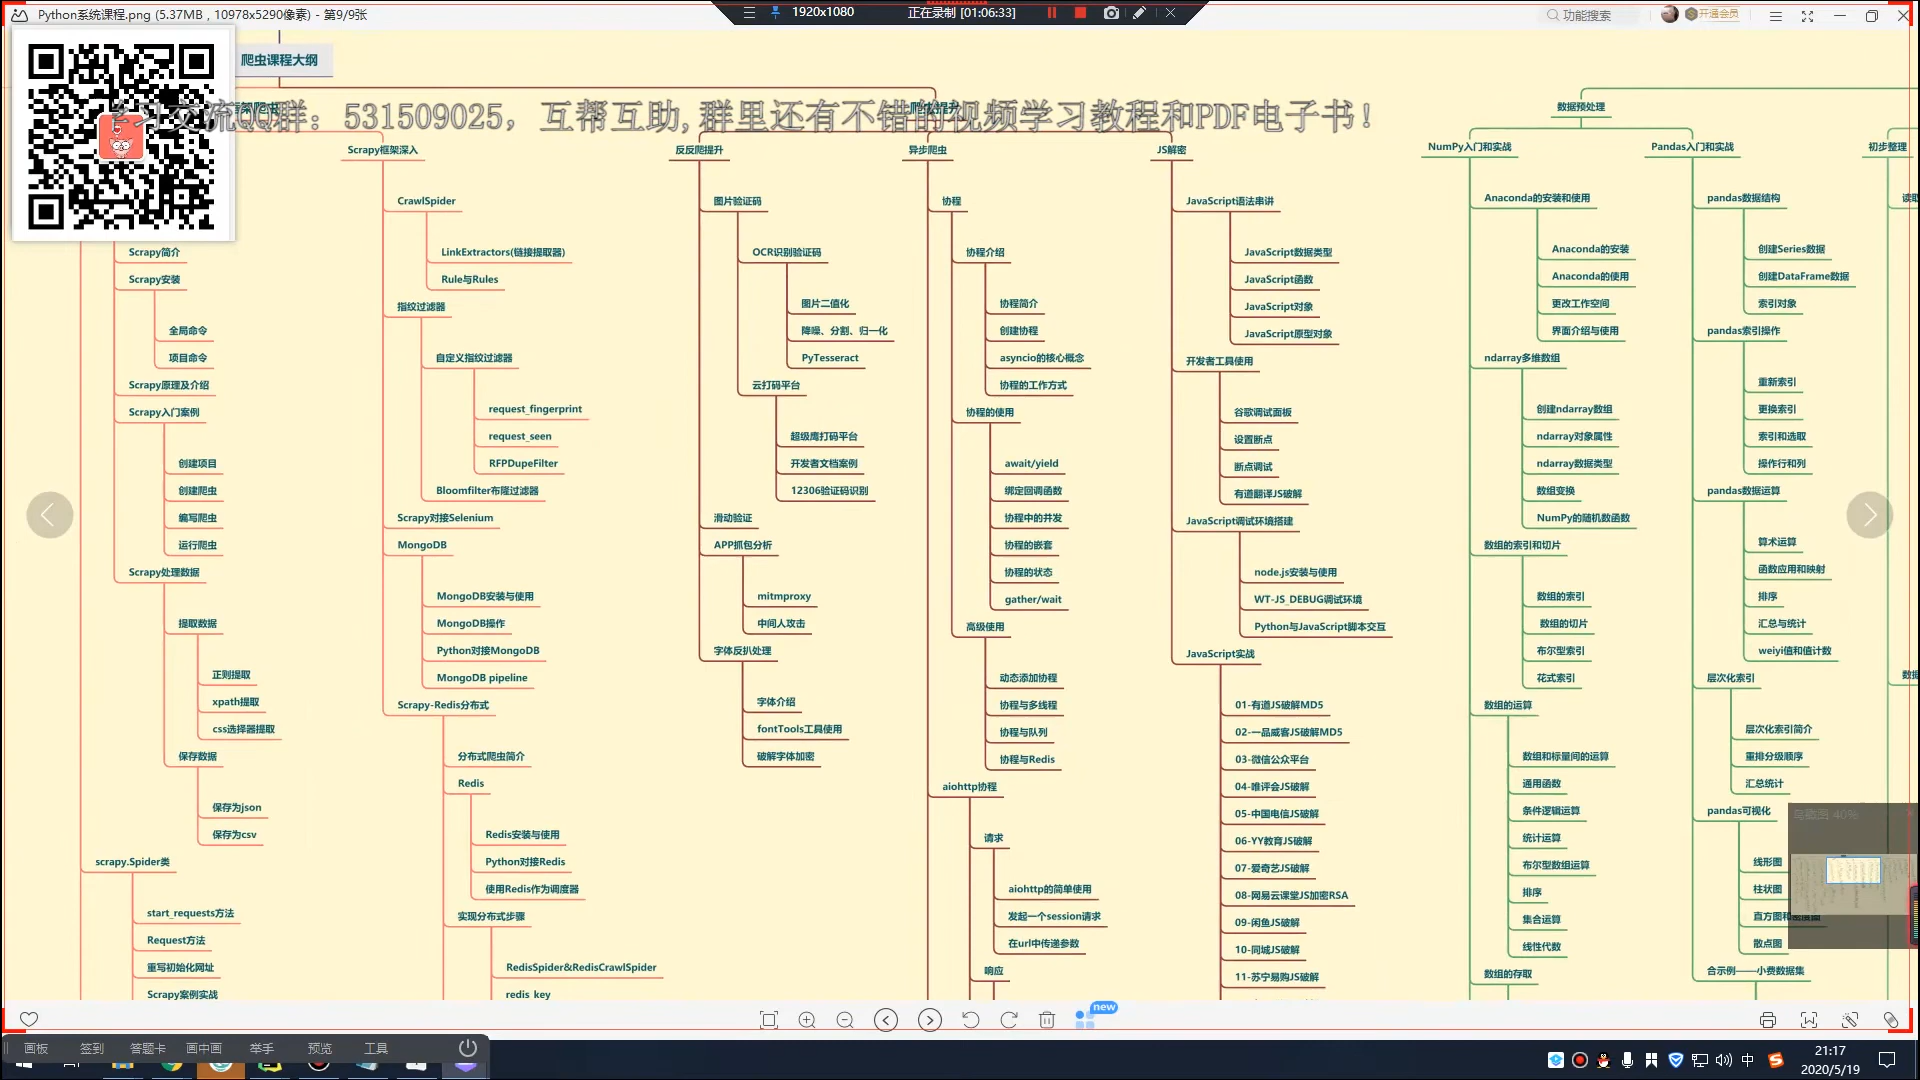 Python系统课程.png (5.37MB , 10978x5290像素) - 第9/9张
1920x1080
正在录制 [01:06:33]
功能搜索
开通会员
爬虫课程大纲
学习交流QQ群：531509025，互帮互助,群里还有不错的视频学习教程和PDF电子书！
Scrapy简介
Scrapy安装
全局命令
项目命令
Scrapy原理及介绍
Scrapy入门案例
创建项目
创建爬虫
编写爬虫
运行爬虫
Scrapy处理数据
提取数据
正则提取
xpath提取
css选择器提取
保存数据
保存为json
保存为csv
scrapy.Spider类
start_requests方法
Request方法
重写初始化网址
Scrapy案例实战
Scrapy框架深入
CrawlSpider
LinkExtractors(链接提取器)
Rule与Rules
指纹过滤器
自定义指纹过滤器
request_fingerprint
request_seen
RFPDupeFilter
Bloomfilter布隆过滤器
Scrapy对接Selenium
MongoDB
MongoDB安装与使用
MongoDB操作
Python对接MongoDB
MongoDB pipeline
Scrapy-Redis分布式
分布式爬虫简介
Redis
Redis安装与使用
Python对接Redis
使用Redis作为调度器
实现分布式步骤
RedisSpider&RedisCrawlSpider
redis key
反反爬提升
图片验证码
OCR识别验证码
图片二值化
降噪、分割、归一化
PyTesseract
云打码平台
超级鹰打码平台
开发者文档案例
12306验证码识别
滑动验证
APP抓包分析
mitmproxy
中间人攻击
字体反扒处理
字体介绍
fontTools工具使用
破解字体加密
异步爬虫
协程
协程介绍
协程简介
创建协程
asyncio的核心概念
协程的工作方式
协程的使用
await/yield
绑定回调函数
协程中的并发
协程的嵌套
协程的状态
gather/wait
高级使用
动态添加协程
协程与多线程
协程与队列
协程与Redis
aiohttp协程
请求
aiohttp的简单使用
发起一个session请求
在url中传递参数
响应
JS解密
JavaScript语法串讲
JavaScript数据类型
JavaScript函数
JavaScript对象
JavaScript原型对象
开发者工具使用
谷歌调试面板
设置断点
断点调试
有道翻译JS破解
JavaScript调试环境搭建
node.js安装与使用
WT-JS_DEBUG调试环境
Python与JavaScript脚本交互
JavaScript实战
01-有道JS破解MD5
02-一品威客JS破解MD5
03-微信公众平台
04-唯评会JS破解
05-中国电信JS破解
06-YY教育JS破解
07-爱奇艺JS破解
08-网易云课堂JS加密RSA
09-闲鱼JS破解
10-同城JS破解
11-苏宁易购JS破解
数据预处理
NumPy入门和实战
Anaconda的安装和使用
Anaconda的安装
Anaconda的使用
更改工作空间
界面介绍与使用
ndarray多维数组
创建ndarray数组
ndarray对象属性
ndarray数据类型
数组变换
NumPy的随机数函数
数组的索引和切片
数组的索引
数组的切片
布尔型索引
花式索引
数组的运算
数组和标量间的运算
通用函数
条件逻辑运算
统计运算
布尔型数组运算
排序
集合运算
线性代数
数组的存取
Pandas入门和实战
pandas数据结构
创建Series数据
创建DataFrame数据
索引对象
pandas索引操作
重新索引
更换索引
索引和选取
操作行和列
pandas数据运算
算术运算
函数应用和映射
排序
汇总与统计
weiyi值和值计数
层次化索引
层次化索引简介
重排分级顺序
汇总统计
pandas可视化
线形图
柱状图
直方图和密度图
散点图
合示例——小费数据集
初步整理
读取
数据
鸟瞰图 40%
new
画板 签到 答题卡 画中画 举手 预览 工具
中
21:17
2020/5/19